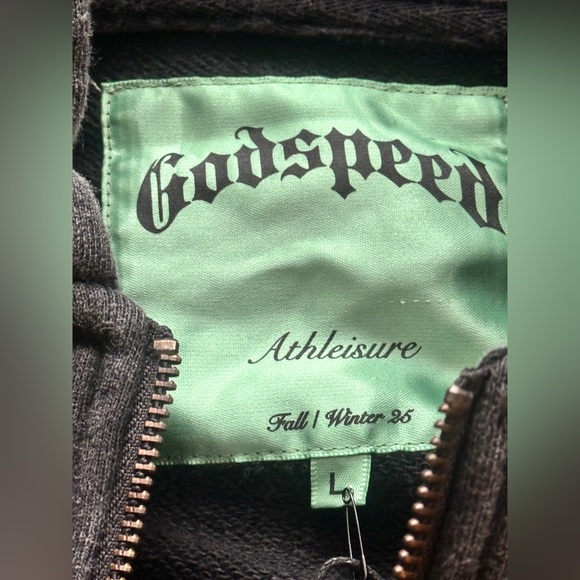 Godspeed
Athleisure
Fall | Winter 25
L